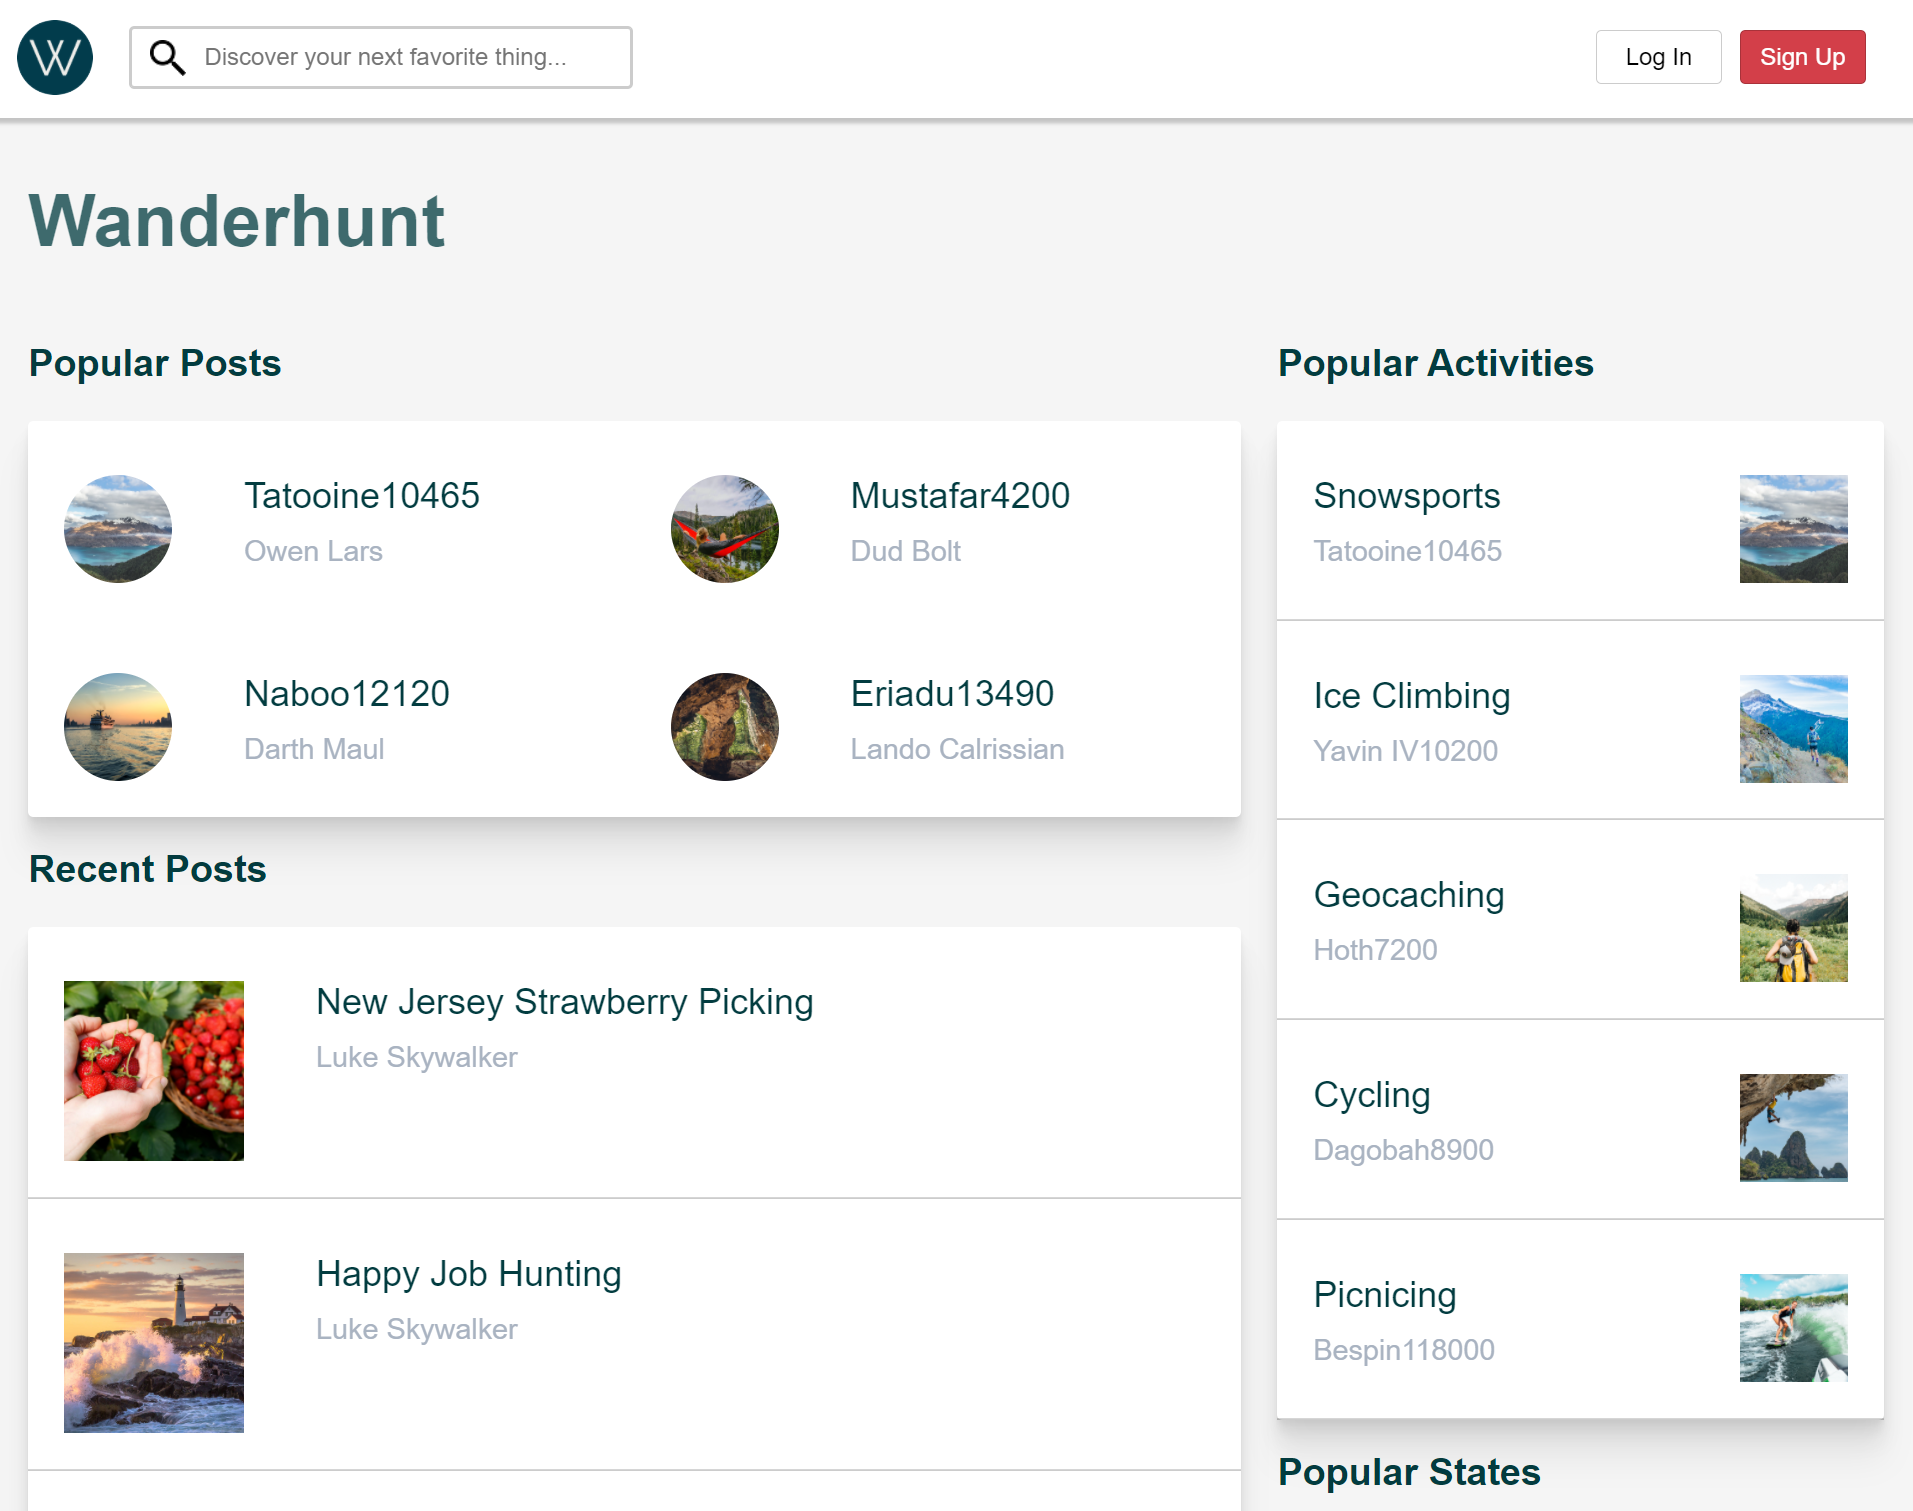 W
Discover your next favorite thing...
Log In
Sign Up
Wanderhunt
Popular Posts
Tatooine10465
Owen Lars
Mustafar4200
Dud Bolt
Naboo12120
Darth Maul
Eriadu13490
Lando Calrissian
Recent Posts
New Jersey Strawberry Picking
Luke Skywalker
Happy Job Hunting
Luke Skywalker
Popular Activities
Snowsports
Tatooine10465
Ice Climbing
Yavin IV10200
Geocaching
Hoth7200
Cycling
Dagobah8900
Picnicing
Bespin118000
Popular States